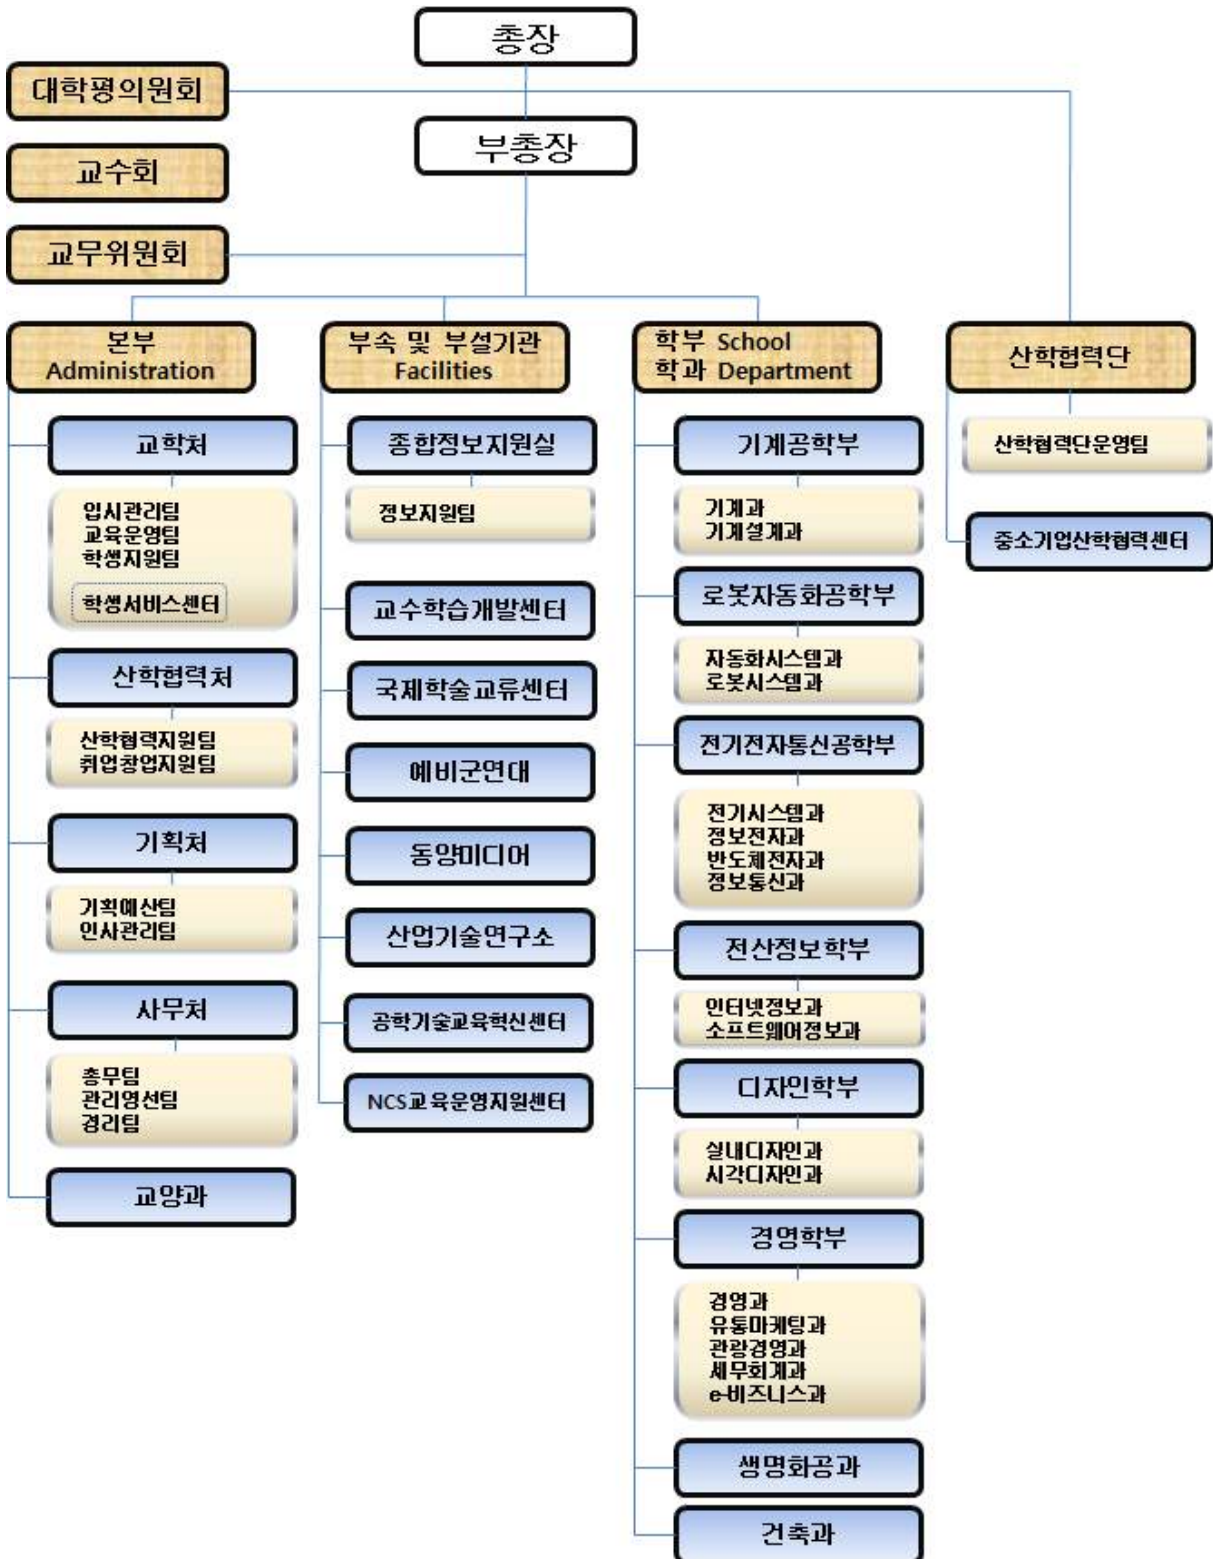 총장
대학평의원회
부총장
교수회
교무위원회
본부
Administration
교학처
입시관리팀
교육운영팀
학생지원팀
학생서비스센터
산학협력처
산학협력지원팀
취업창업지원팀
기획처
기획예산팀
인사관리팀
사무처
총무팀
관리영선팀
경리팀
교양과
부속 및 부설기관
Facilities
종합정보지원실
정보지원팀
교수학습개발센터
국제학술교류센터
예비군연대
동양미디어
산업기술연구소
공학기술교육혁신센터
NCS교육운영지원센터
학부 School
학과 Department
기계공학부
기계과
기계설계과
로봇자동화공학부
자동화시스템과
로봇시스템과
전기전자통신공학부
전기시스템과
정보전자과
반도체전자과
정보통신과
전산정보학부
인터넷정보과
소프트웨어정보과
디자인학부
실내디자인과
시각디자인과
경영학부
경영과
유통마케팅과
관광경영과
세무회계과
e-비즈니스과
생명화공과
건축과
산학협력단
산학협력단운영팀
중소기업산학협력센터